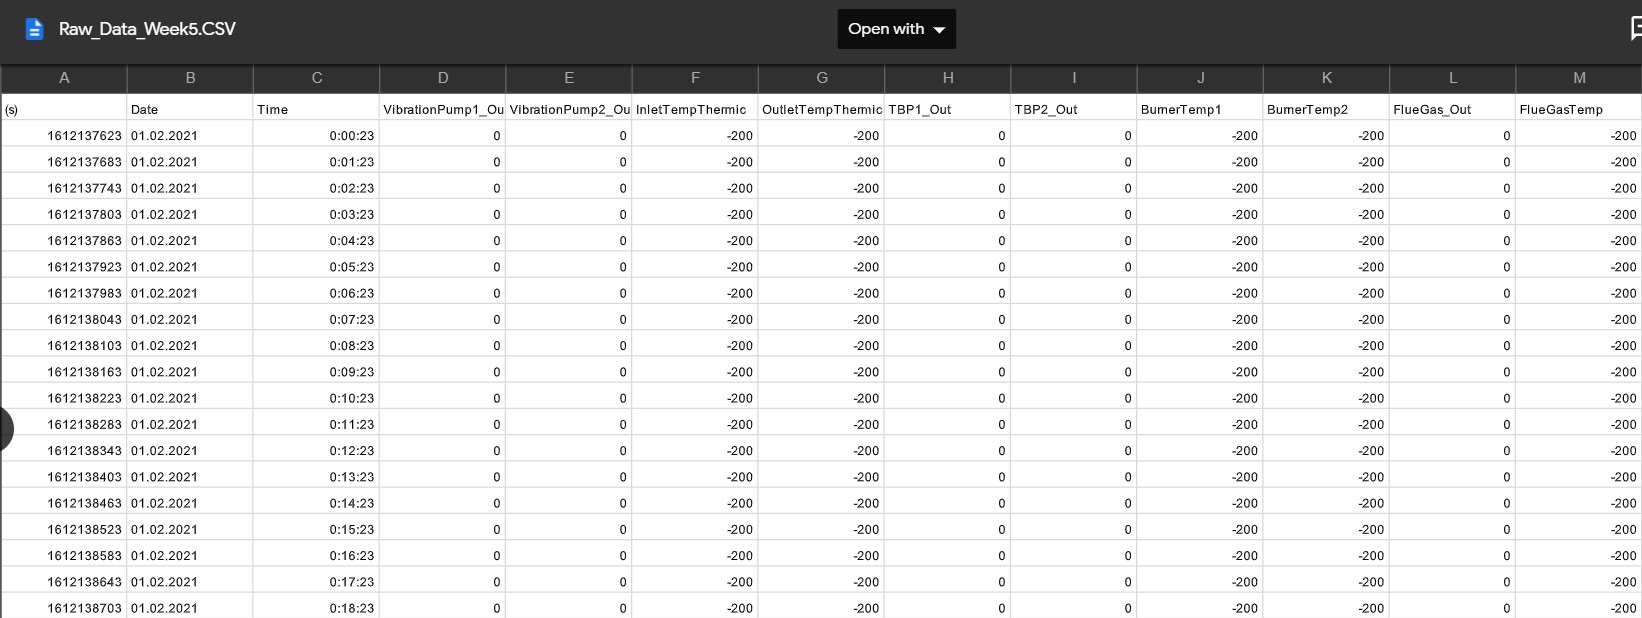 Raw_Data_Week5.CSV
Open with
A B C D E F G H I J K L M
(s) Date Time VibrationPump1_Ou VibrationPump2_Ou InletTempThermic OutletTempThermic TBP1_Out TBP2_Out BurnerTemp1 BurnerTemp2 FlueGas_Out FlueGasTemp
1612137623 01.02.2021 0:00:23 0 0 -200 -200 0 0 -200 -200 0 -200
1612137683 01.02.2021 0:01:23 0 0 -200 -200 0 0 -200 -200 0 -200
1612137743 01.02.2021 0:02:23 0 0 -200 -200 0 0 -200 -200 0 -200
1612137803 01.02.2021 0:03:23 0 0 -200 -200 0 0 -200 -200 0 -200
1612137863 01.02.2021 0:04:23 0 0 -200 -200 0 0 -200 -200 0 -200
1612137923 01.02.2021 0:05:23 0 0 -200 -200 0 0 -200 -200 0 -200
1612137983 01.02.2021 0:06:23 0 0 -200 -200 0 0 -200 -200 0 -200
1612138043 01.02.2021 0:07:23 0 0 -200 -200 0 0 -200 -200 0 -200
1612138103 01.02.2021 0:08:23 0 0 -200 -200 0 0 -200 -200 0 -200
1612138163 01.02.2021 0:09:23 0 0 -200 -200 0 0 -200 -200 0 -200
1612138223 01.02.2021 0:10:23 0 0 -200 -200 0 0 -200 -200 0 -200
1612138283 01.02.2021 0:11:23 0 0 -200 -200 0 0 -200 -200 0 -200
1612138343 01.02.2021 0:12:23 0 0 -200 -200 0 0 -200 -200 0 -200
1612138403 01.02.2021 0:13:23 0 0 -200 -200 0 0 -200 -200 0 -200
1612138463 01.02.2021 0:14:23 0 0 -200 -200 0 0 -200 -200 0 -200
1612138523 01.02.2021 0:15:23 0 0 -200 -200 0 0 -200 -200 0 -200
1612138583 01.02.2021 0:16:23 0 0 -200 -200 0 0 -200 -200 0 -200
1612138643 01.02.2021 0:17:23 0 0 -200 -200 0 0 -200 -200 0 -200
1612138703 01.02.2021 0:18:23 0 0 -200 -200 0 0 -200 -200 0 -200